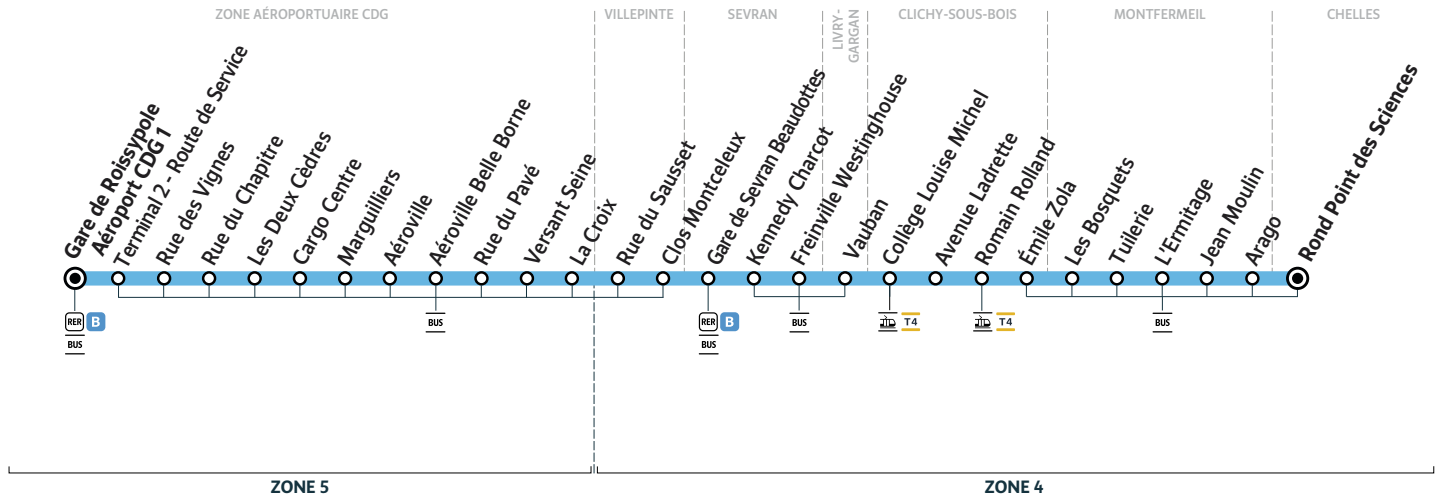 ZONE AÉROPORTUAIRE CDG
VILLEPINTE
SEVRAN
LIVRY-
GARGAN
CLICHY-SOUS-BOIS
MONTFERMEIL
CHELLES
Gare de Roissypole
Aéroport CDG 1
Terminal 2 - Route de Service
Rue des Vignes
Rue du Chapitre
Les Deux Cèdres
Cargo Centre
Marguilliers
Aéroville
Aéroville Belle Borne
Rue du Pavé
Versant Seine
La Croix
Rue du Sausset
Clos Montceleux
Gare de Sevran Beaudottes
Kennedy Charcot
Freinville Westinghouse
Vauban
Collège Louise Michel
Avenue Ladrette
Romain Rolland
Émile Zola
Les Bosquets
Tuilerie
L'Ermitage
Jean Moulin
Arago
Rond Point des Sciences
RER B
BUS
BUS
RER B
BUS
BUS
T4
T4
BUS
ZONE 5
ZONE 4